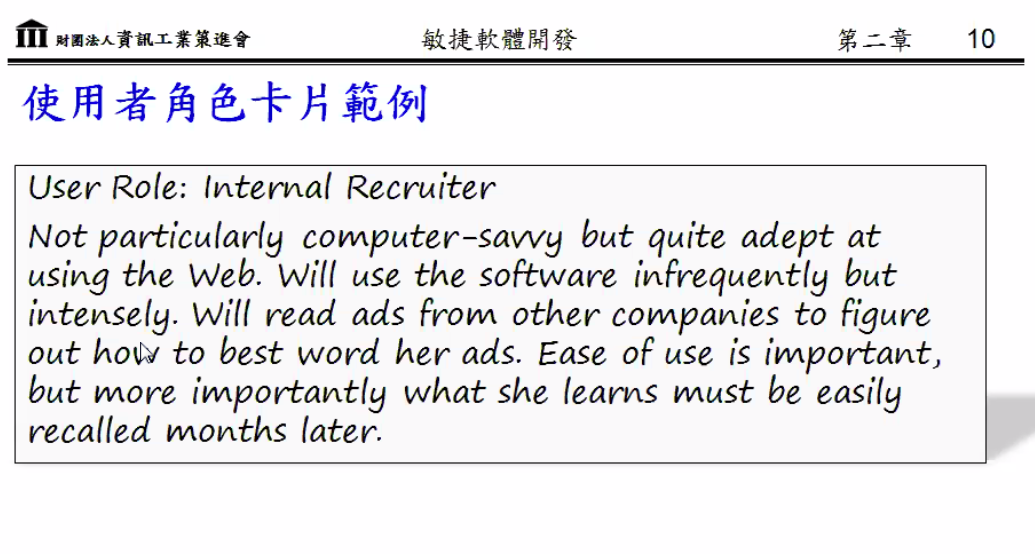 財團法人資訊工業策進會 敏捷軟體開發 第二章 10
使用者角色卡片範例
User Role: Internal Recruiter
Not particularly computer-savvy but quite adept at
using the Web. Will use the software infrequently but
intensely. Will read ads from other companies to figure
out how to best word her ads. Ease of use is important,
but more importantly what she learns must be easily
recalled months later.